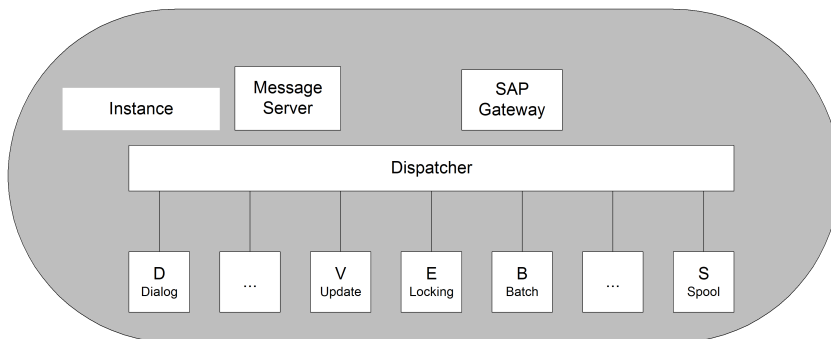 Instance
Message
Server
SAP
Gateway
Dispatcher
D
Dialog
...
V
Update
E
Locking
B
Batch
...
S
Spool